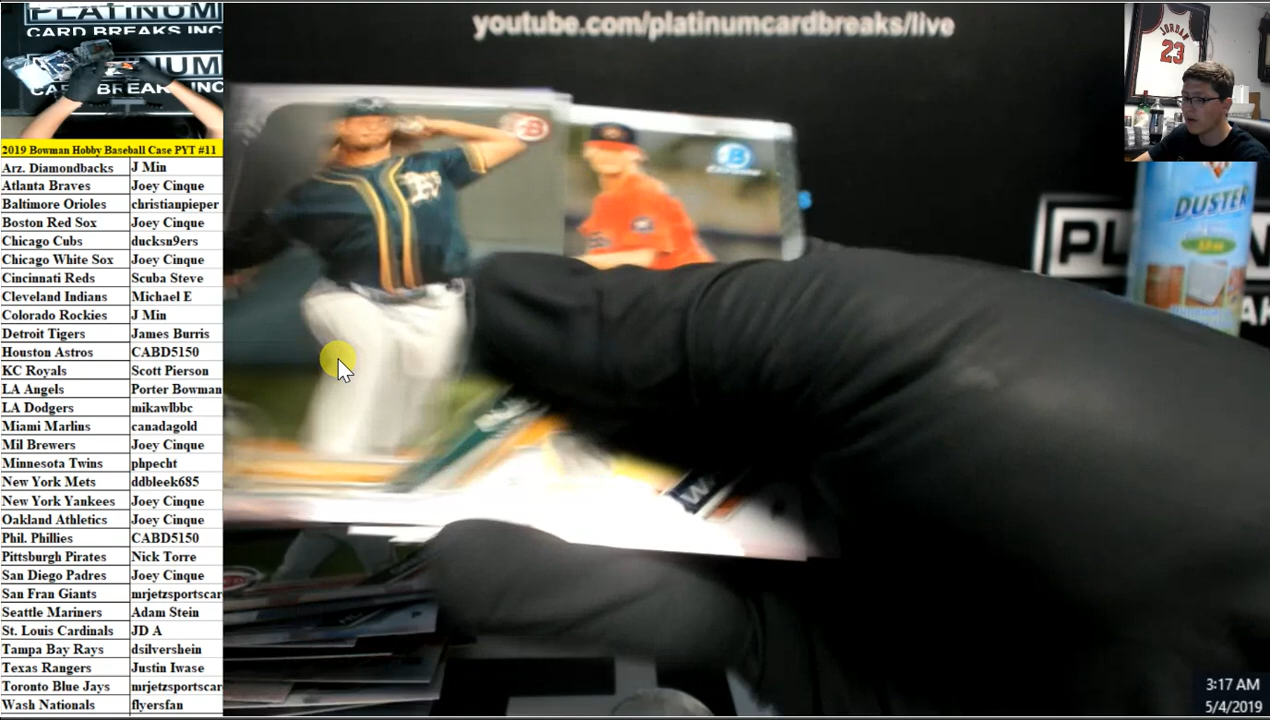 youtube.com/platinumcardbreaks/live
PLATINUM
CARD BREAKS INC
NUM
CARD BREAK INC
JORDAN
23
DUSTER
PL
2019 Bowman Hobby Baseball Case PYT #11
Arz. Diamondbacks J Min
Atlanta Braves Joey Cinque
Baltimore Orioles christianpieper
Boston Red Sox Joey Cinque
Chicago Cubs ducksn9ers
Chicago White Sox Joey Cinque
Cincinnati Reds Scuba Steve
Cleveland Indians Michael E
Colorado Rockies J Min
Detroit Tigers James Burris
Houston Astros CABD5150
KC Royals Scott Pierson
LA Angels Porter Bowman
LA Dodgers mikawlbbc
Miami Marlins canadagold
Mil Brewers Joey Cinque
Minnesota Twins phpecht
New York Mets ddbleek685
New York Yankees Joey Cinque
Oakland Athletics Joey Cinque
Phil. Phillies CABD5150
Pittsburgh Pirates Nick Torre
San Diego Padres Joey Cinque
San Fran Giants mrjetzsportscar
Seattle Mariners Adam Stein
St. Louis Cardinals JD A
Tampa Bay Rays dsilvershein
Texas Rangers Justin Iwase
Toronto Blue Jays mrjetzsportscar
Wash Nationals flyersfan
3:17 AM
5/4/2019